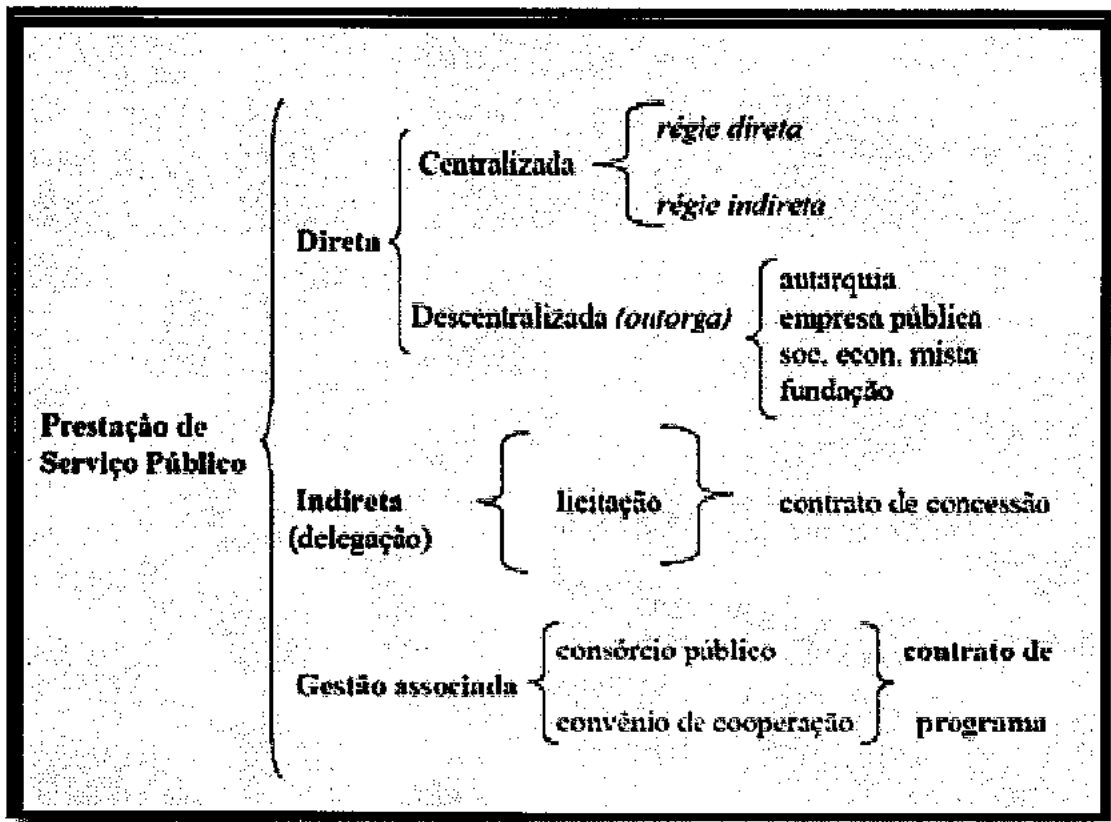 Prestação de
Serviço Público
Direta
Centralizada
régie direta
régie indireta
Descentralizada (outorga)
autarquia
empresa pública
soc. econ. mista
fundação
Indireta
(delegação)
licitação
contrato de concessão
Gestão associada
consórcio público
convênio de cooperação
contrato de
programa